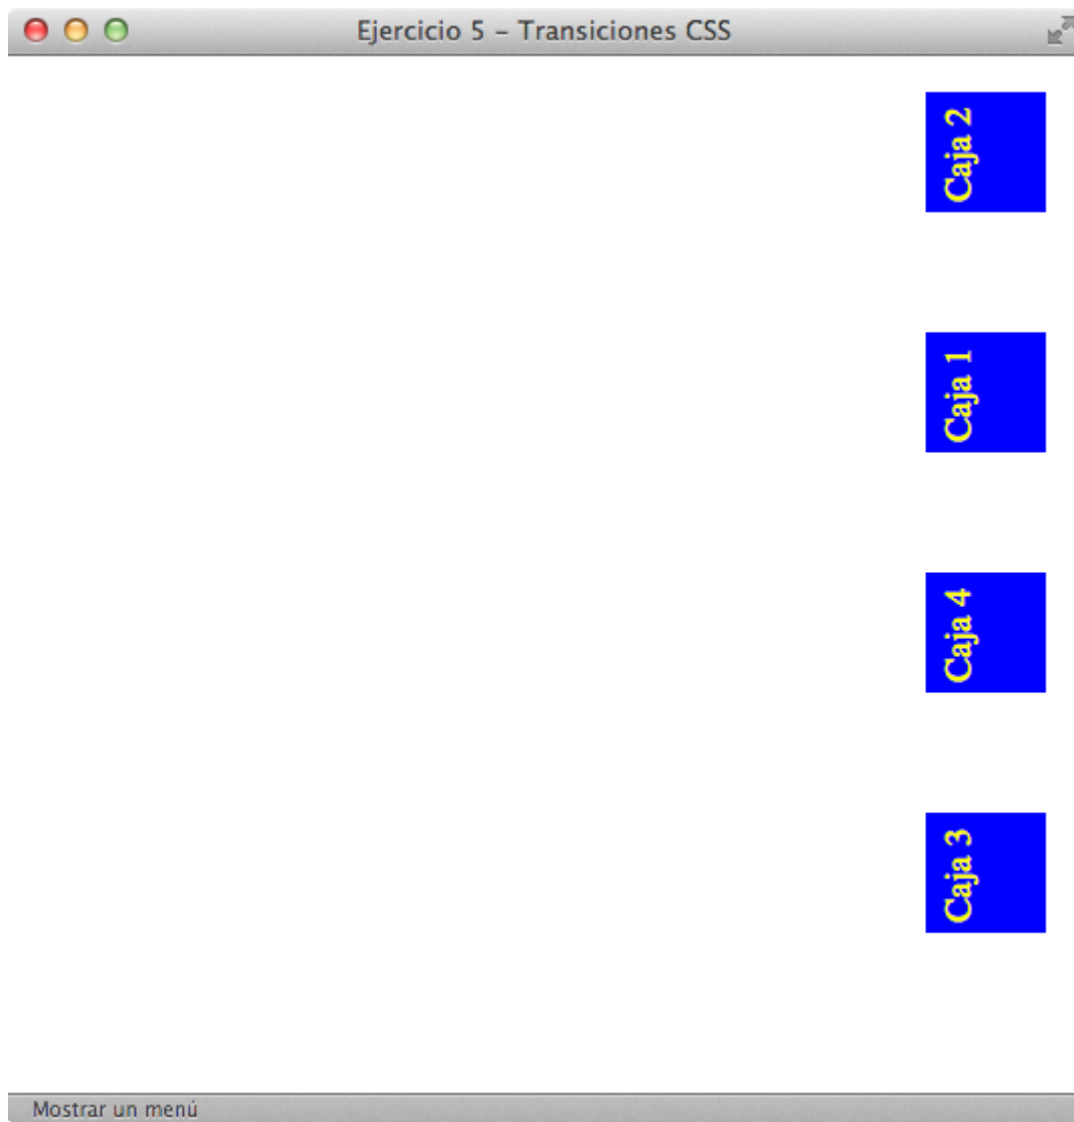 Ejercicio 5 – Transiciones CSS
Caja 2
Caja 1
Caja 4
Caja 3
Mostrar un menú